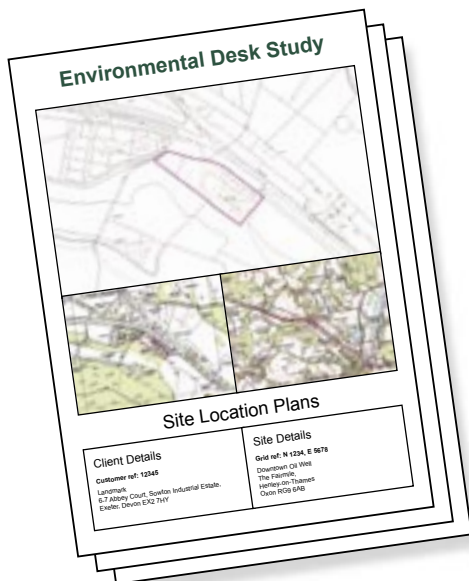 Environmental Desk Study
Site Location Plans
Client Details
Customer ref: 12345
Landmark
6-7 Abbey Court, Sowton Industrial Estate,
Exeter, Devon EX2 7HY
Site Details
Grid ref: N 1234, E 5678
Downtown Oil Well
The Fairmile,
Henley-on-Thames
Oxon RG9 6AB